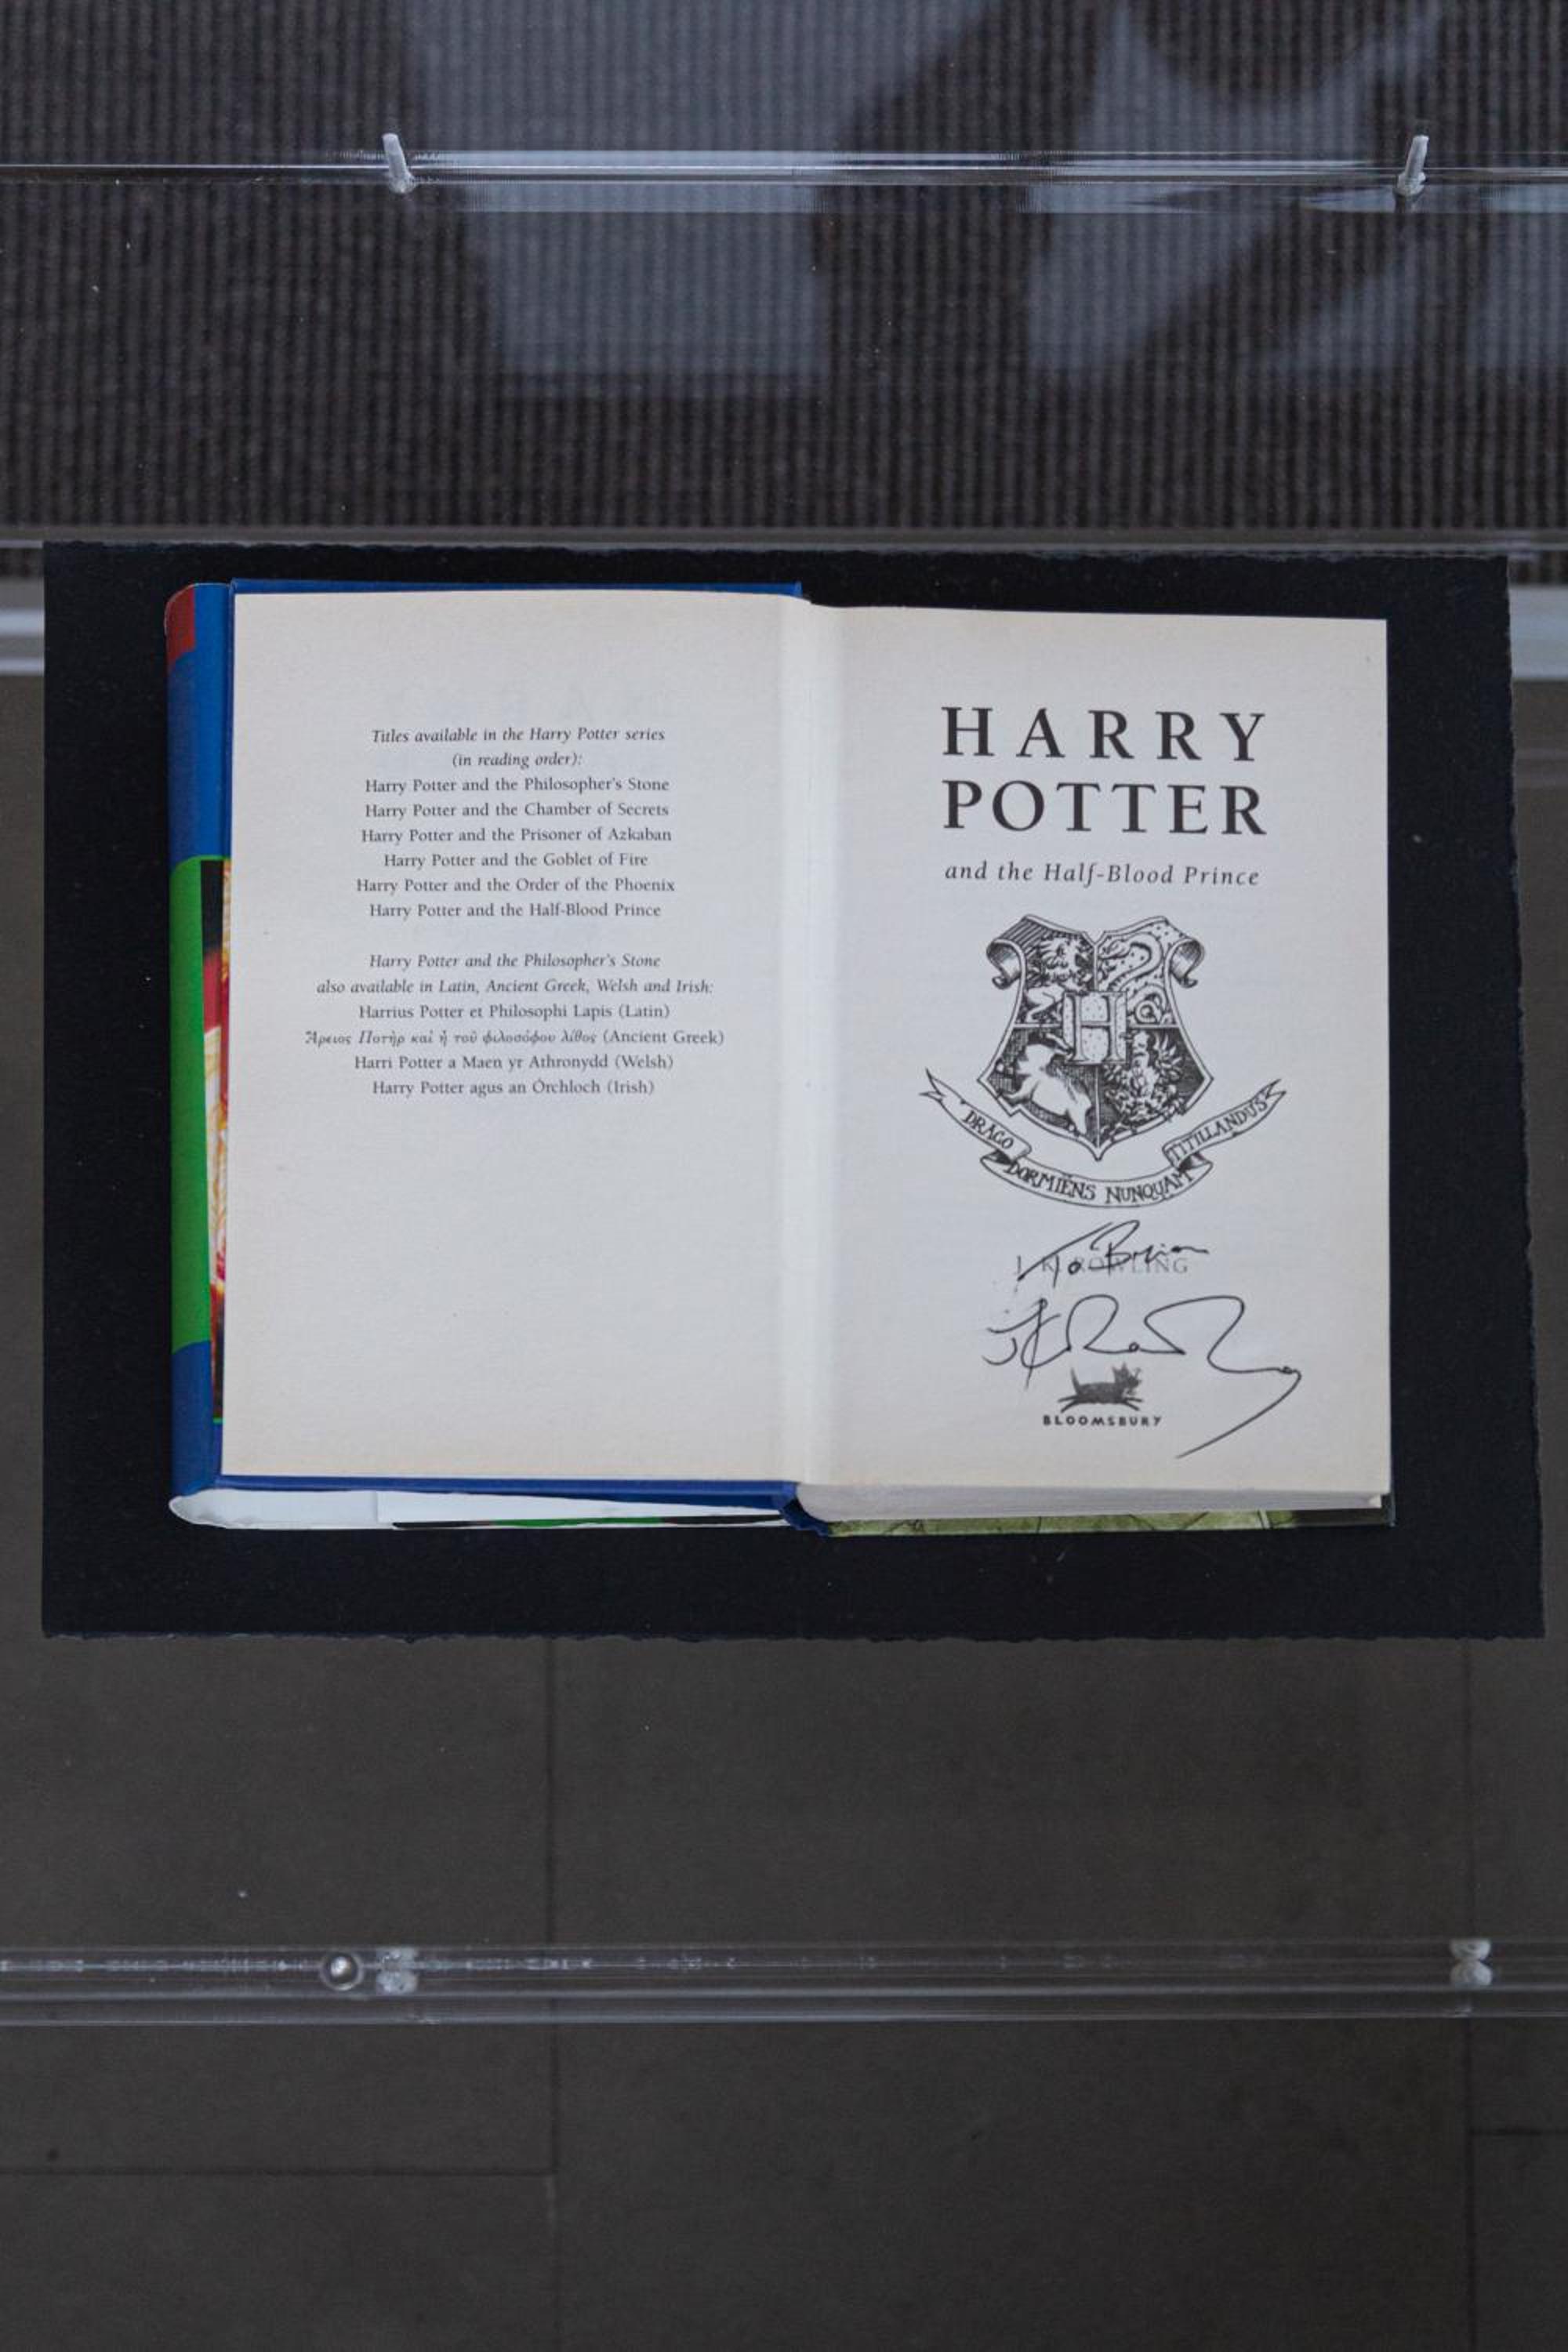 Titles available in the Harry Potter series
(in reading order):
Harry Potter and the Philosopher's Stone
Harry Potter and the Chamber of Secrets
Harry Potter and the Prisoner of Azkaban
Harry Potter and the Goblet of Fire
Harry Potter and the Order of the Phoenix
Harry Potter and the Half-Blood Prince
Harry Potter and the Philosopher's Stone
also available in Latin, Ancient Greek, Welsh and Irish:
Harrius Potter et Philosophi Lapis (Latin)
Ἅρειος Ποτὴρ καὶ ἡ τοῦ φιλοσόφου λίθος (Ancient Greek)
Harri Potter a Maen yr Athronydd (Welsh)
Harry Potter agus an Órchloch (Irish)
HARRY
POTTER
and the Half-Blood Prince
H
DRACO DORMIENS NUNQUAM TITILLANDUS
To Brian
J. K. ROWLING
JK Rowling
BLOOMSBURY